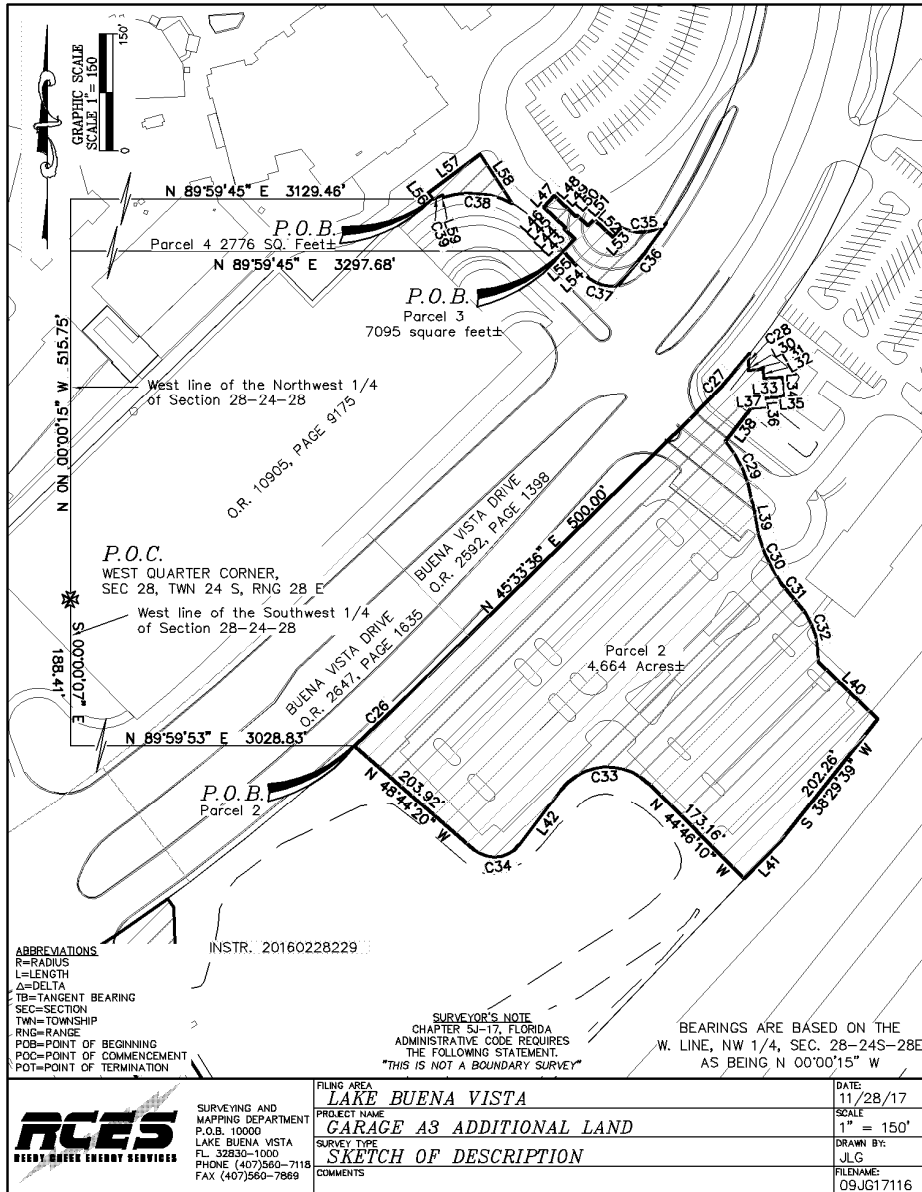 GRAPHIC SCALE
SCALE 1"= 150
0
150'
N 89°59'45" E 3129.46'
P.O.B.
Parcel 4 2776 SQ. Feet±
N 89°59'45" E 3297.68'
L57
L58
L56
C38
L59
C39
L47
L48
L46
L45
L44
L43
L52
L53
C35
C36
C37
L54
L55
P.O.B.
Parcel 3
7095 square feet±
N 0N 00'00'15" W 515.75'
West line of the Northwest 1/4
of Section 28-24-28
O.R. 10905, PAGE 9175
C27
C28
L30
L32
L33
L34
L35
L36
L37
L38
C29
L39
C30
C31
C32
L40
P.O.C.
WEST QUARTER CORNER,
SEC 28, TWN 24 S, RNG 28 E
West line of the Southwest 1/4
of Section 28-24-28
S 00'00'07" E
188.41'
BUENA VISTA DRIVE
O.R. 2592, PAGE 1398
BUENA VISTA DRIVE
O.R. 2647, PAGE 1635
N 45°33'36" E 500.00'
Parcel 2
4.664 Acres±
C26
N 89°59'53" E 3028.83'
P.O.B.
Parcel 2
203.92'
N 48°44'20" W
C34
L42
C33
173.16'
N 44°46'10" W
L41
202.26'
S 38°29'39" W
INSTR. 20160228229
ABBREVIATIONS
R=RADIUS
L=LENGTH
Δ=DELTA
TB=TANGENT BEARING
SEC=SECTION
TWN=TOWNSHIP
RNG=RANGE
POB=POINT OF BEGINNING
POC=POINT OF COMMENCEMENT
POT=POINT OF TERMINATION
SURVEYOR'S NOTE
CHAPTER 5J-17, FLORIDA
ADMINISTRATIVE CODE REQUIRES
THE FOLLOWING STATEMENT.
"THIS IS NOT A BOUNDARY SURVEY"
BEARINGS ARE BASED ON THE
W. LINE, NW 1/4, SEC. 28-24S-28E
AS BEING N 00'00'15" W
RCES
REEDY CREEK ENERGY SERVICES
SURVEYING AND
MAPPING DEPARTMENT
P.O.B. 10000
LAKE BUENA VISTA
FL. 32830-1000
PHONE (407)560-7118
FAX (407)560-7869
FILING AREA
LAKE BUENA VISTA
PROJECT NAME
GARAGE A3 ADDITIONAL LAND
SURVEY TYPE
SKETCH OF DESCRIPTION
COMMENTS
DATE:
11/28/17
SCALE
1" = 150'
DRAWN BY:
JLG
FILENAME:
09JG17116